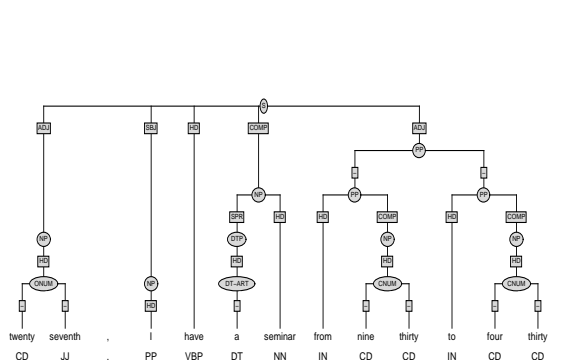 S
ADJ SBJ HD COMP ADJ
PP
– –
NP PP PP
SPR HD HD COMP HD COMP
NP DTP NP NP
HD HD HD HD
ONUM NP DT–ART CNUM CNUM
– – HD – – – – –
twenty seventh , I have a seminar from nine thirty to four thirty
CD JJ , PP VBP DT NN IN CD CD IN CD CD